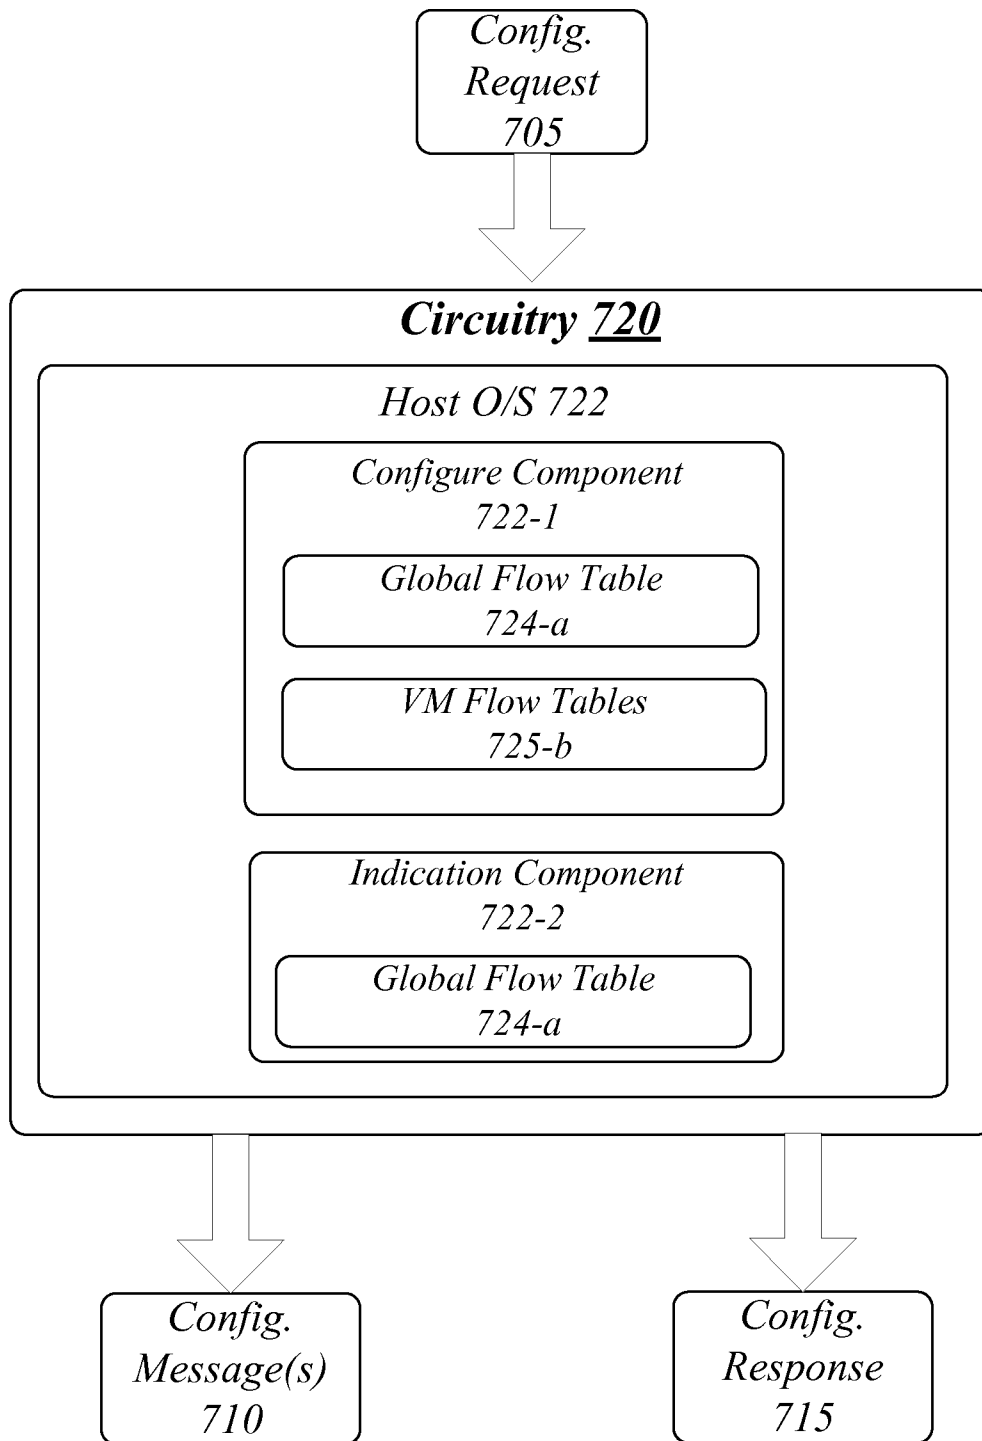 Config.
Request
705
Circuitry 720
Host O/S 722
Configure Component
722-1
Global Flow Table
724-a
VM Flow Tables
725-b
Indication Component
722-2
Global Flow Table
724-a
Config.
Message(s)
710
Config.
Response
715